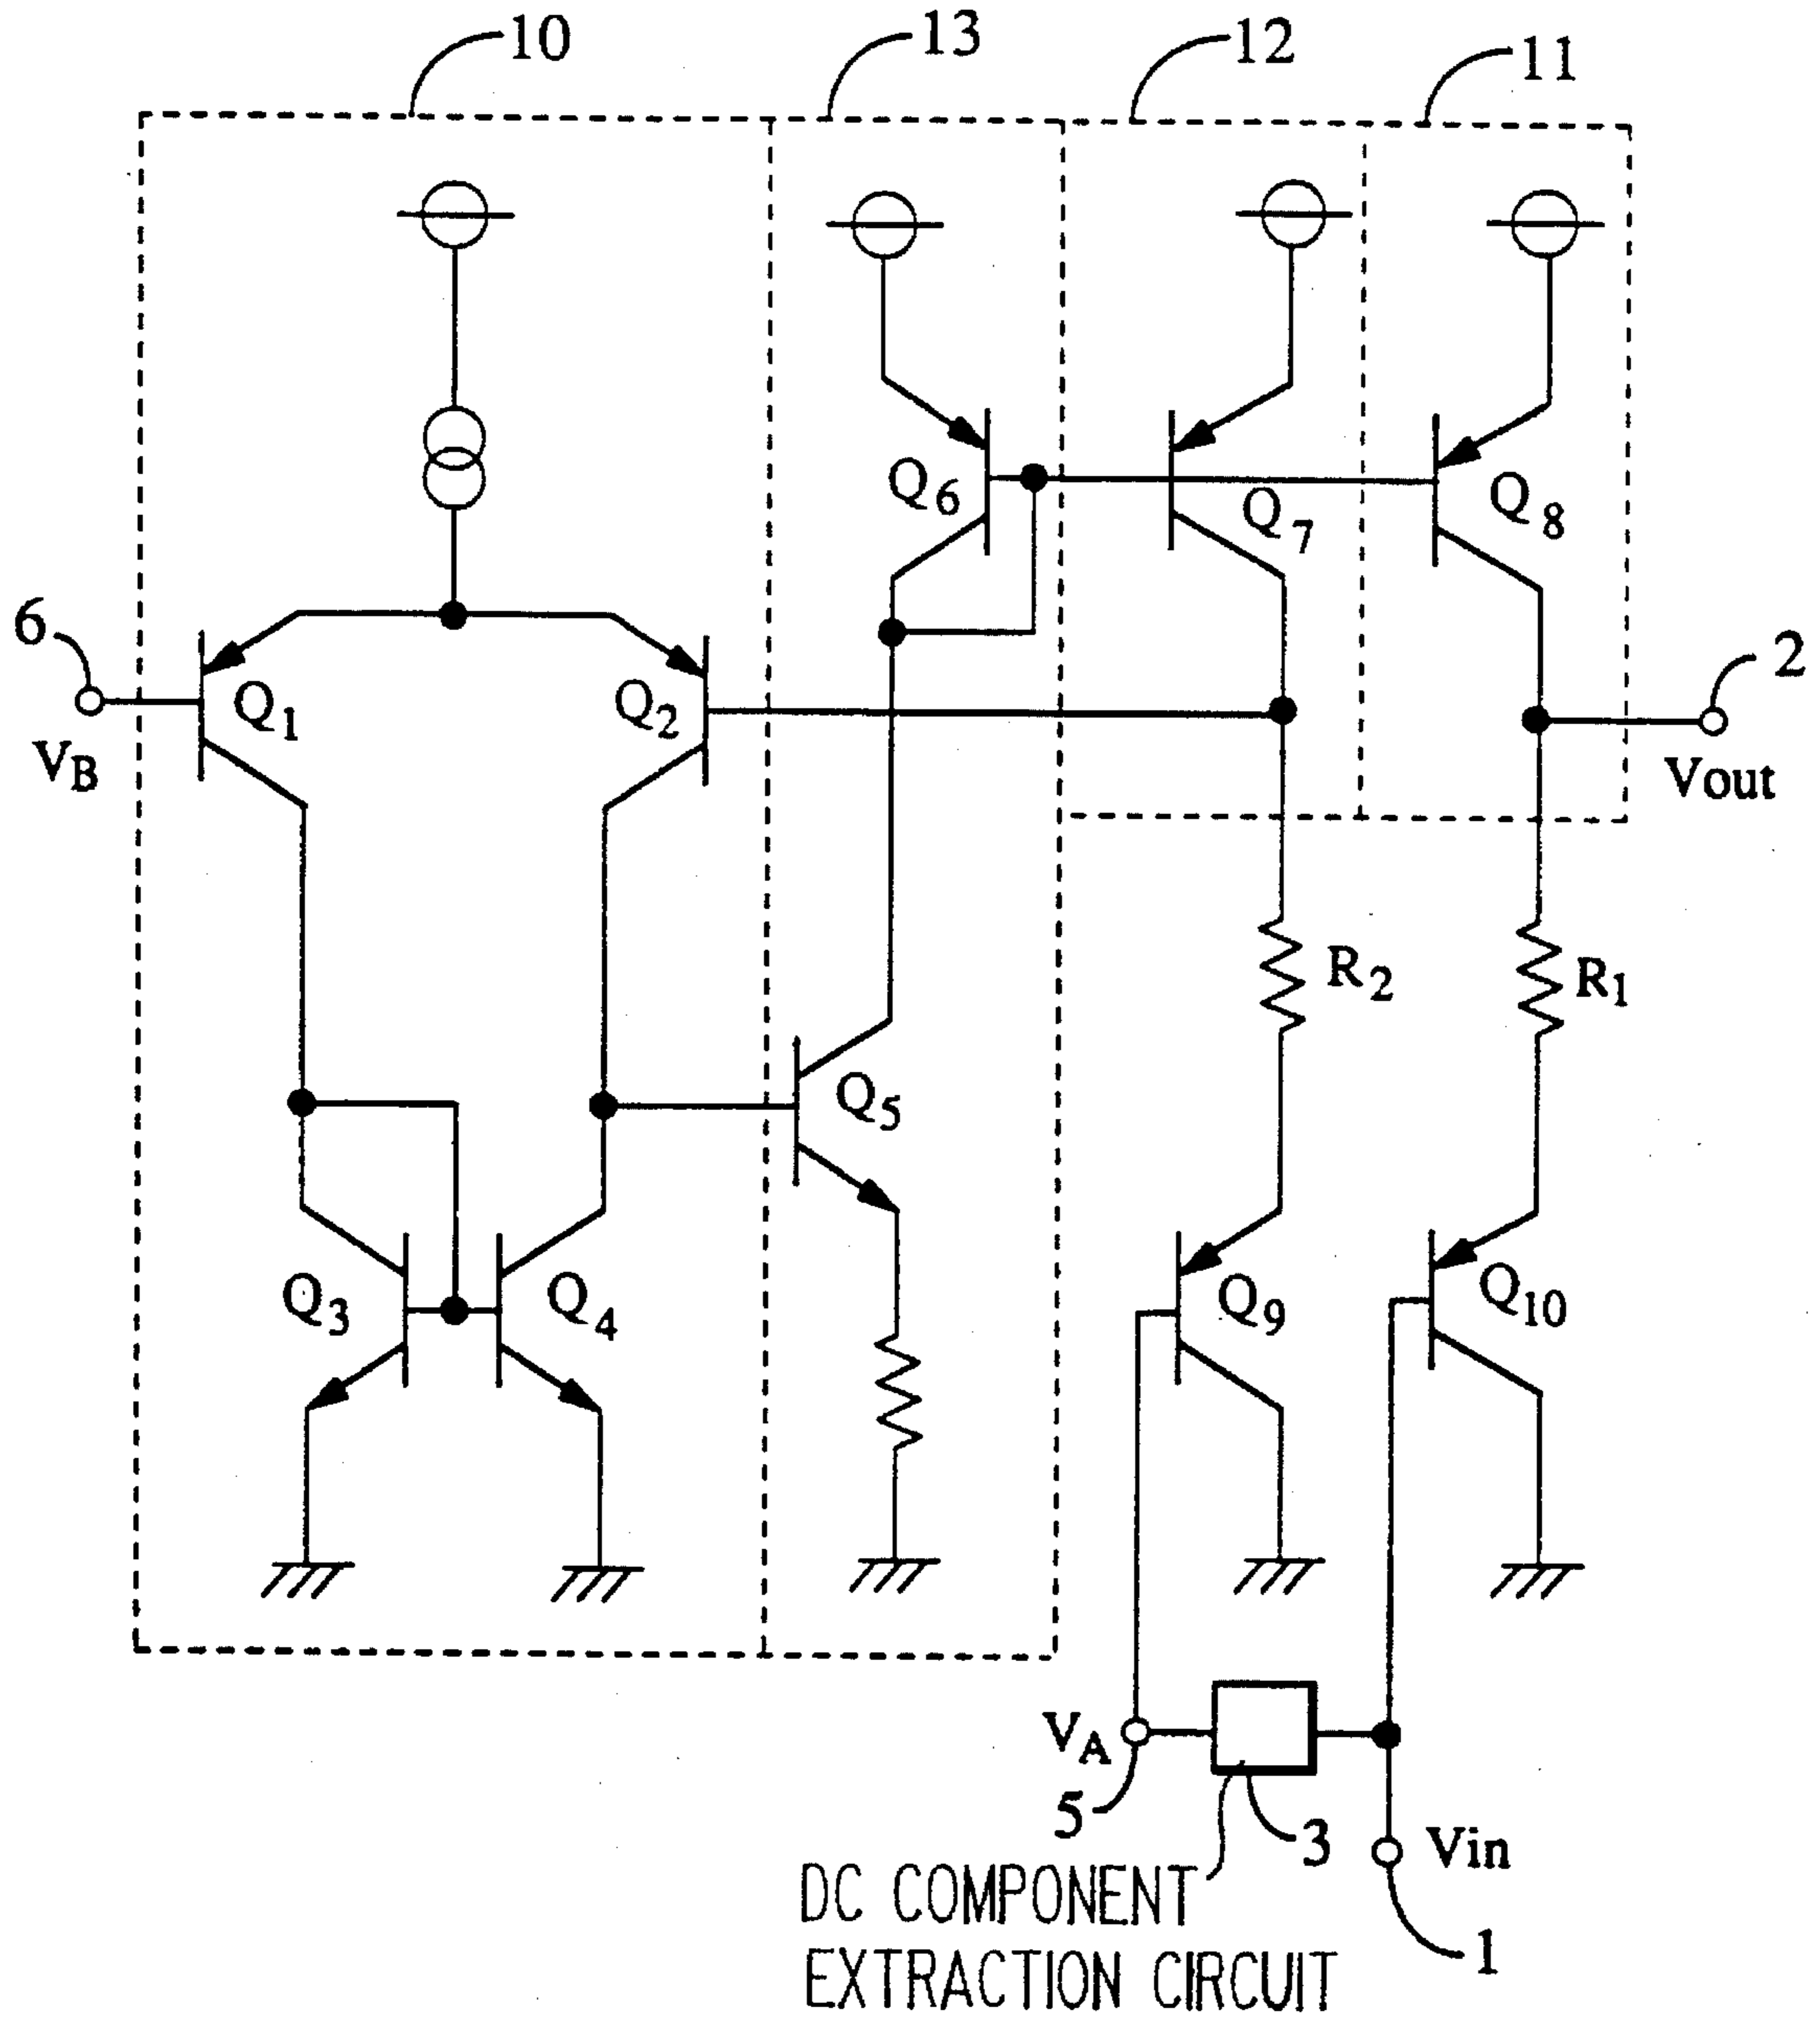 10
13
12
11
6
VB
Q1
Q2
Q6
Q7
Q8
2
Vout
R2
R1
Q5
Q3
Q4
Q9
Q10
VA
5
3
Vin
1
DC COMPONENT
EXTRACTION CIRCUIT